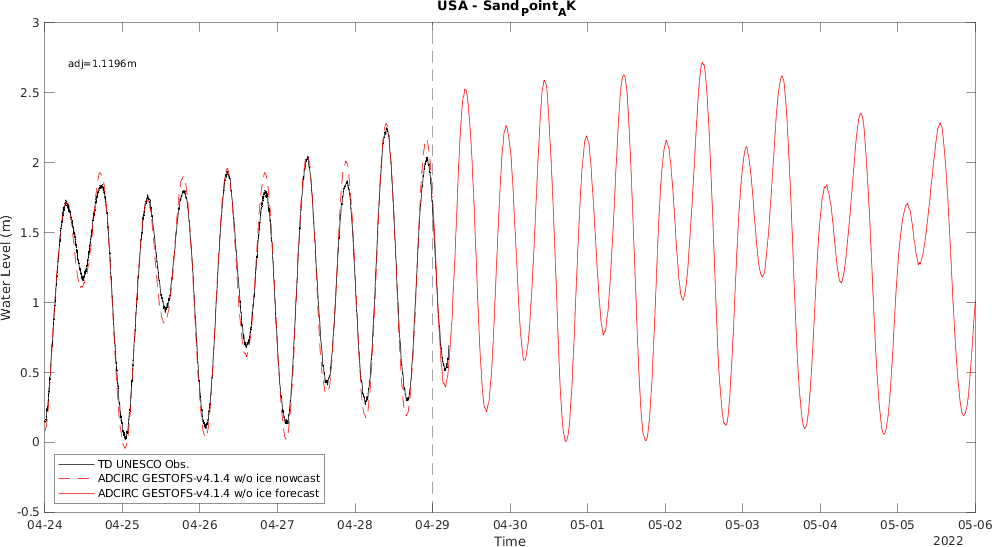 USA - Sand_Point_AK
adj=1.1196m
3
2.5
2
1.5
1
0.5
0
-0.5
Water Level (m)
TD UNESCO Obs.
ADCIRC GESTOFS-v4.1.4 w/o ice nowcast
ADCIRC GESTOFS-v4.1.4 w/o ice forecast
04-24 04-25 04-26 04-27 04-28 04-29 04-30 05-01 05-02 05-03 05-04 05-05 05-06
Time
2022